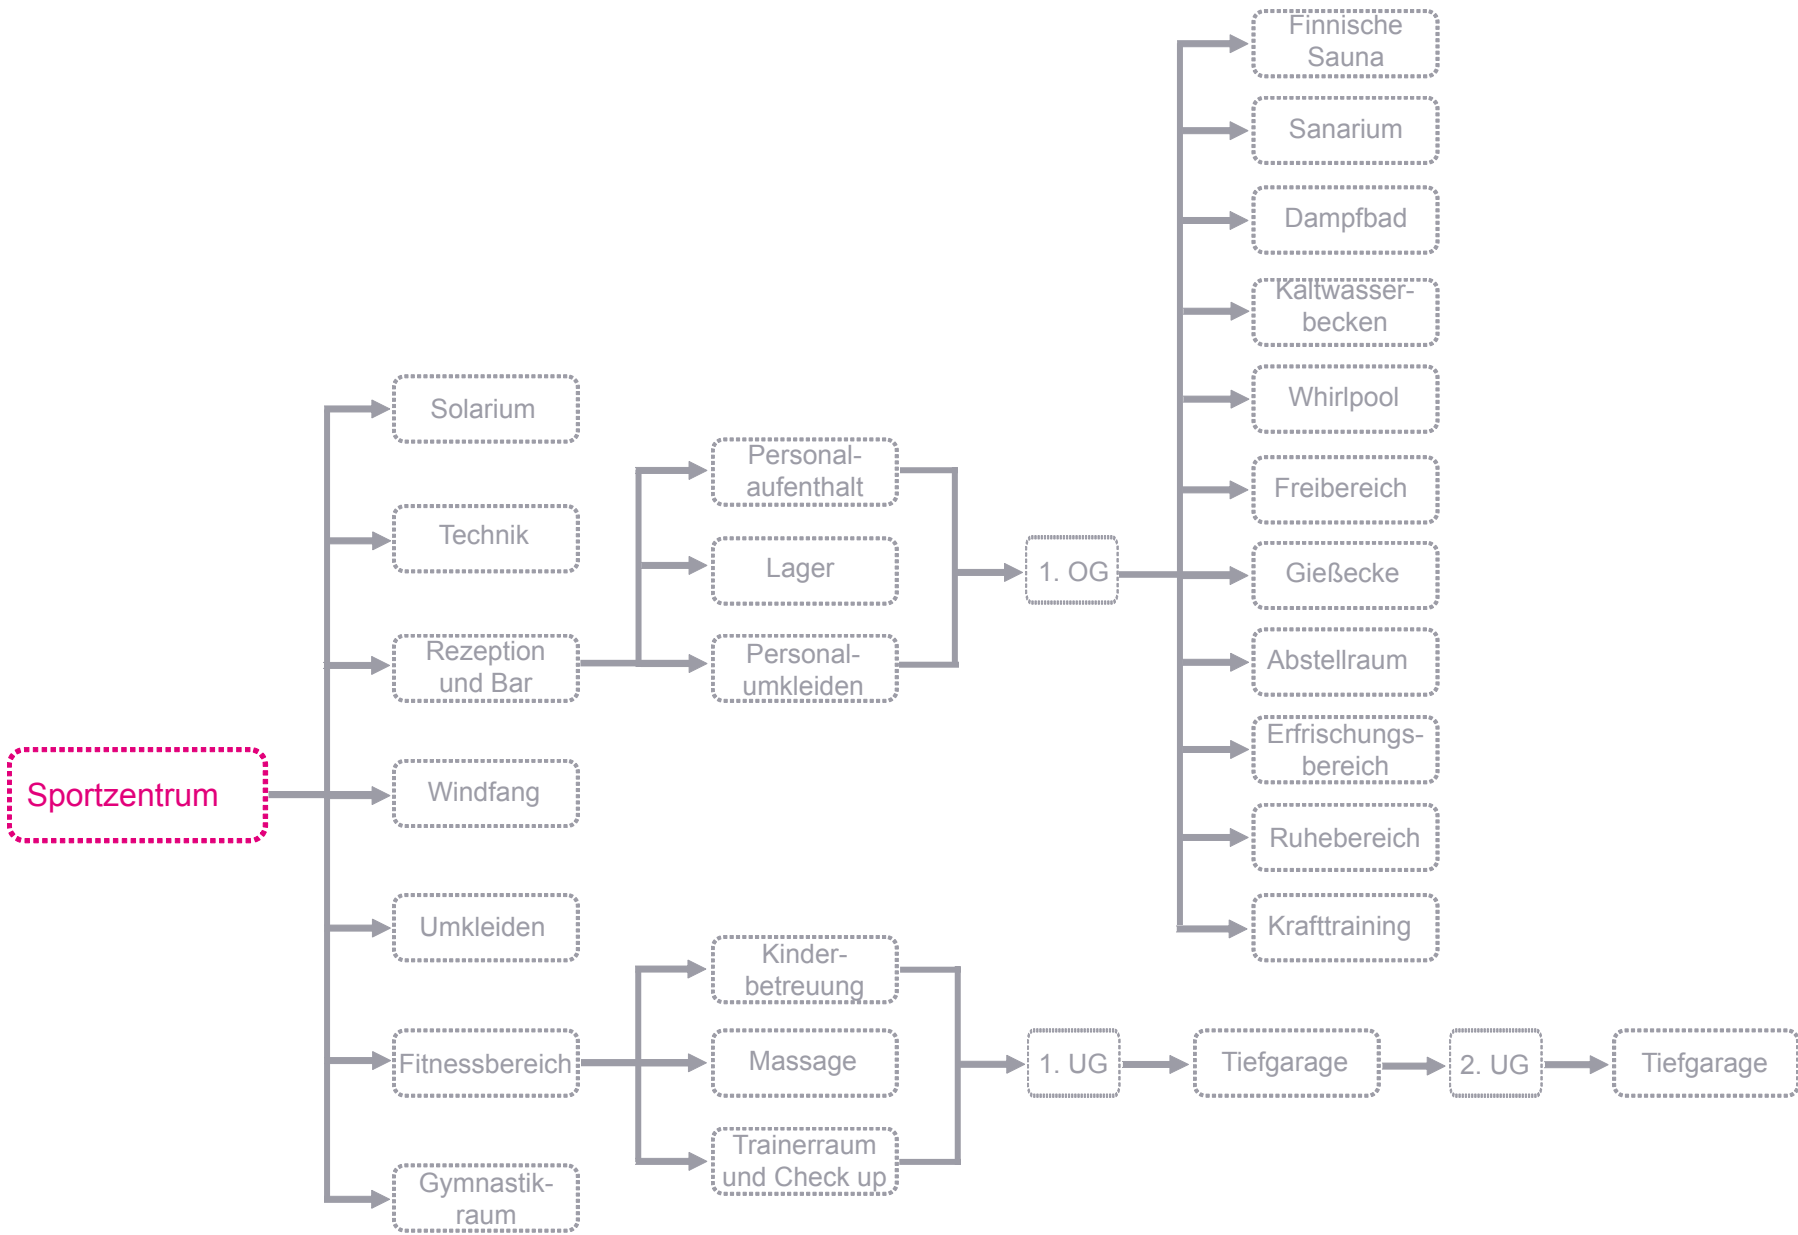 Sportzentrum
Solarium
Technik
Rezeption
und Bar
Windfang
Umkleiden
Fitnessbereich
Gymnastik-
raum
Personal-
aufenthalt
Lager
Personal-
umkleiden
Kinder-
betreuung
Massage
Trainerraum
und Check up
1. OG
1. UG
Finnische
Sauna
Sanarium
Dampfbad
Kaltwasser-
becken
Whirlpool
Freibereich
Gießecke
Abstellraum
Erfrischungs-
bereich
Ruhebereich
Krafttraining
Tiefgarage
2. UG
Tiefgarage